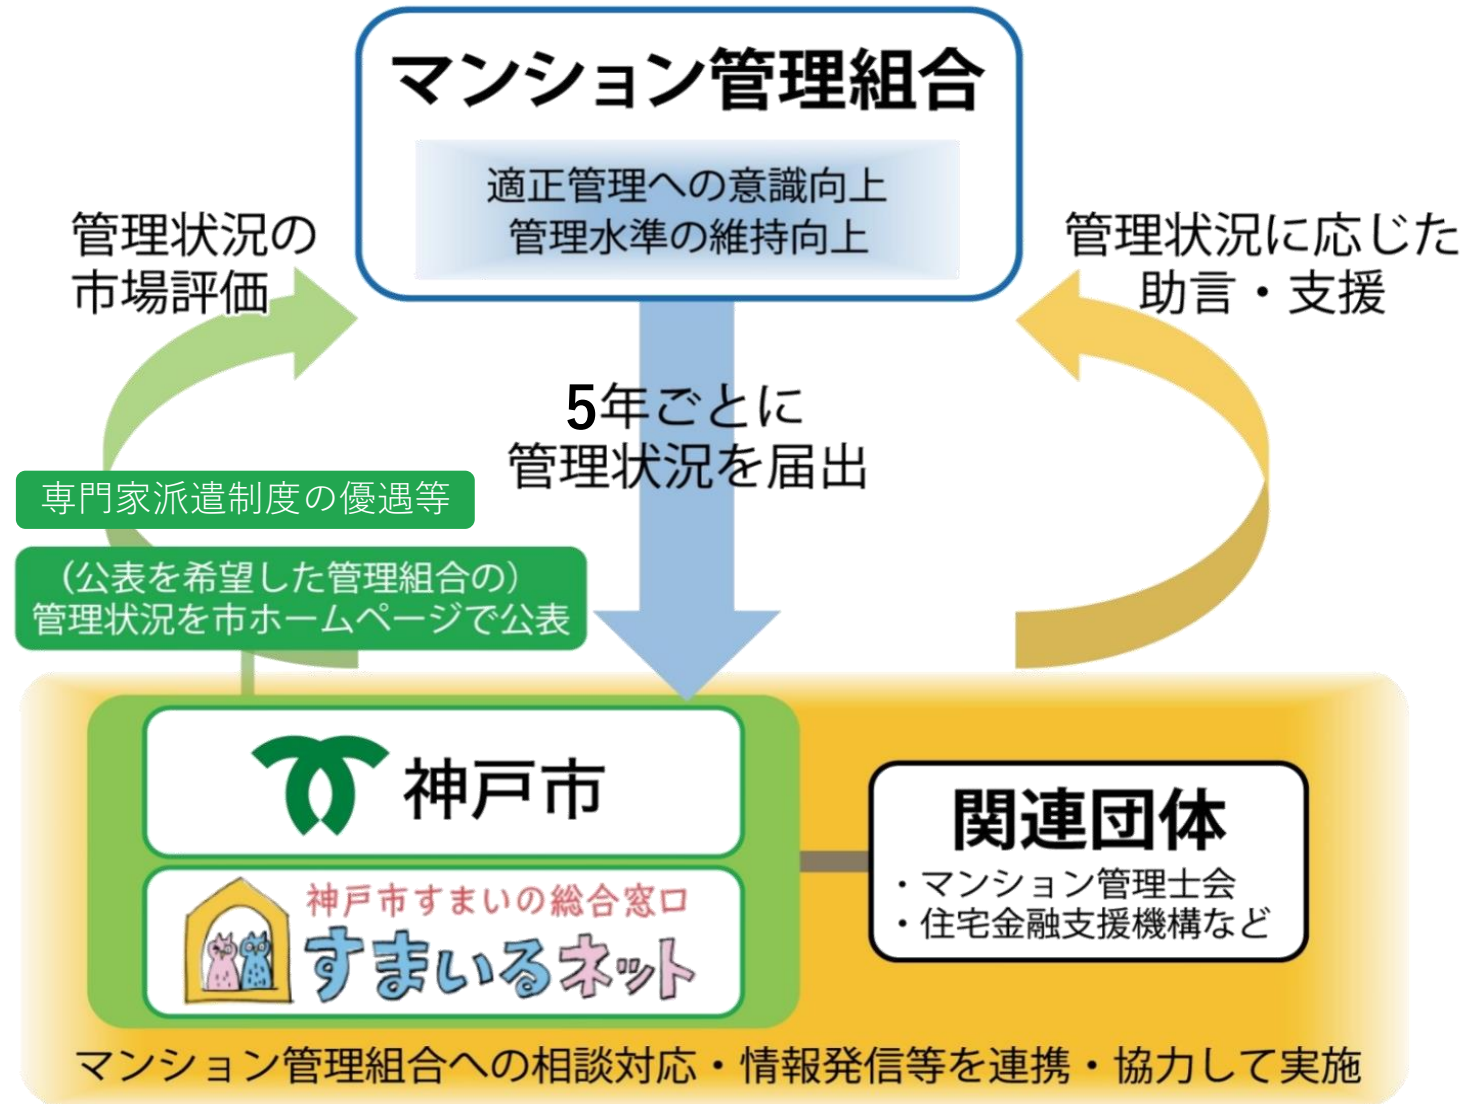 マンション管理組合
適正管理への意識向上
管理水準の維持向上
管理状況の
市場評価
管理状況に応じた
助言・支援
5年ごとに
管理状況を届出
専門家派遣制度の優遇等
（公表を希望した管理組合の）
管理状況を市ホームページで公表
神戸市
神戸市すまいの総合窓口
すまいるネット
関連団体
・マンション管理士会
・住宅金融支援機構など
マンション管理組合への相談対応・情報発信等を連携・協力して実施